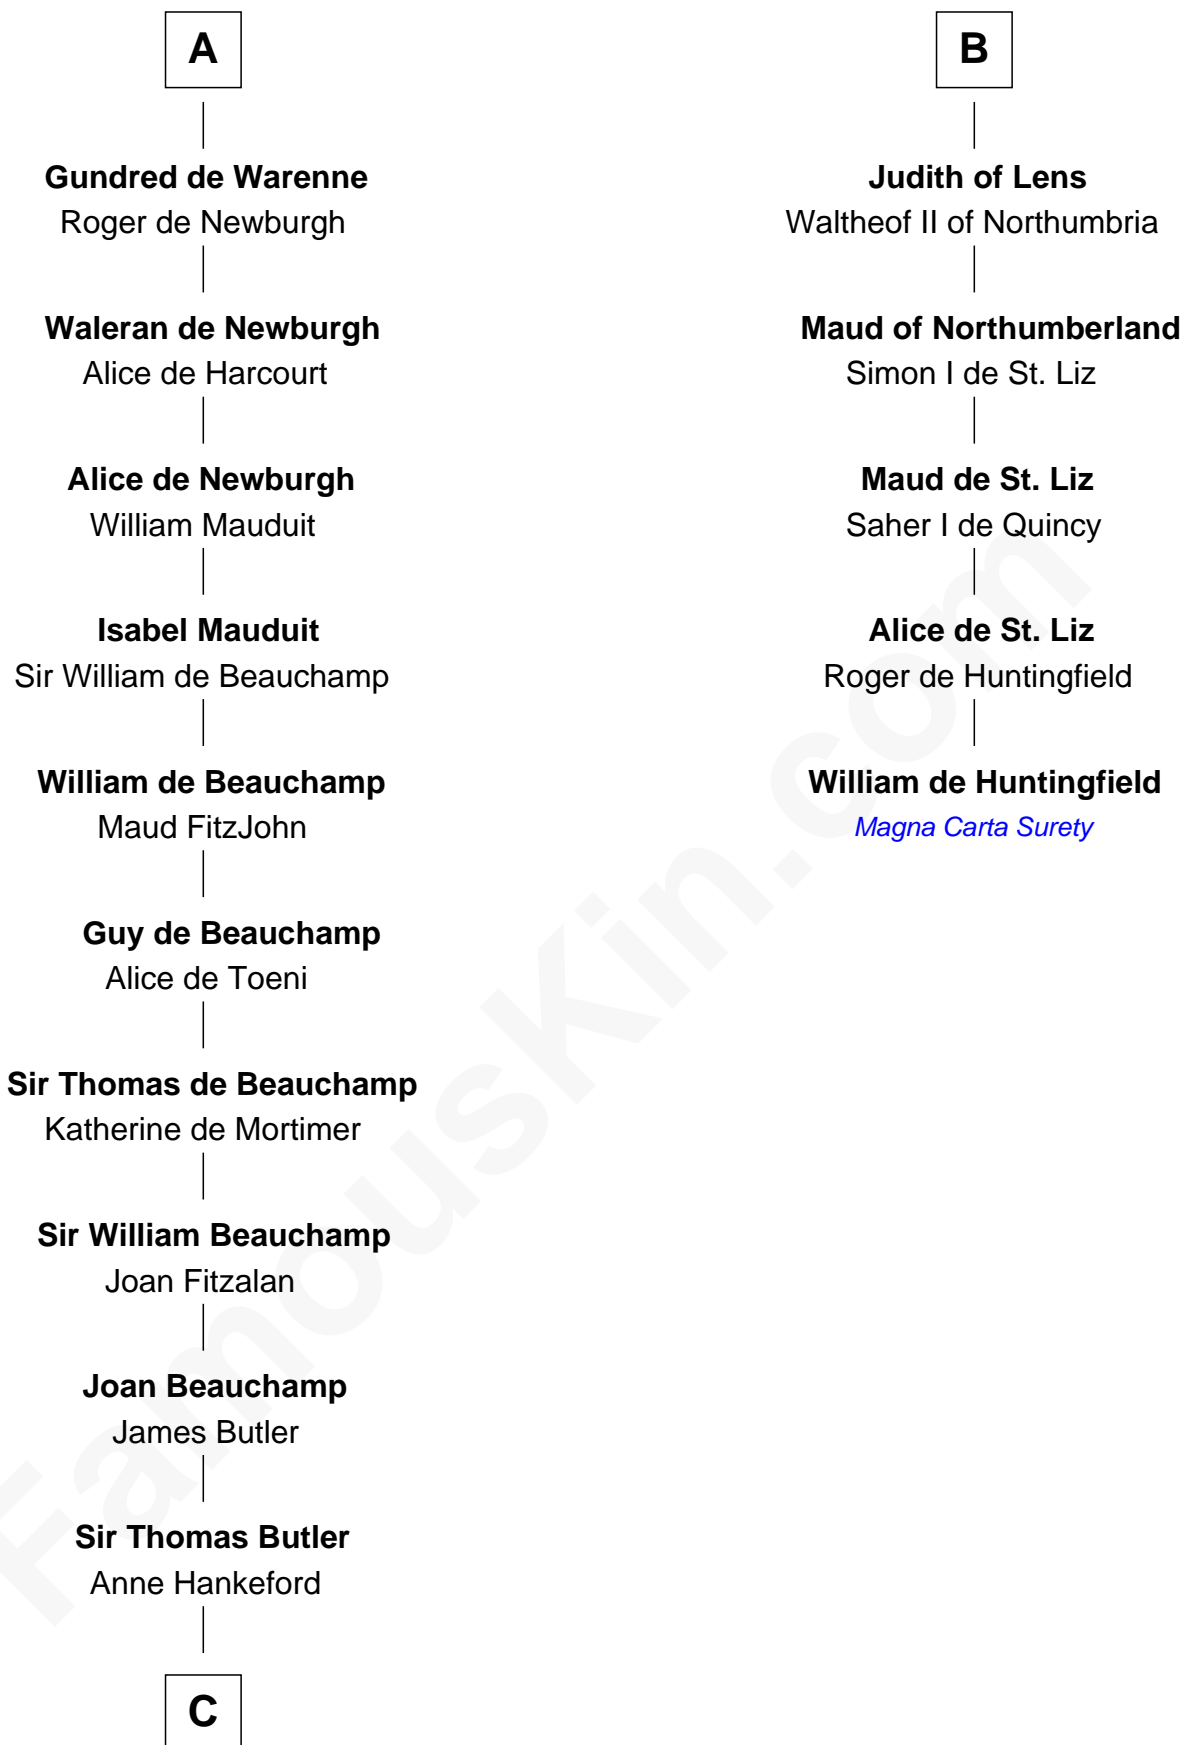 A
Gundred de Warenne
Roger de Newburgh
Waleran de Newburgh
Alice de Harcourt
Alice de Newburgh
William Mauduit
Isabel Mauduit
Sir William de Beauchamp
William de Beauchamp
Maud FitzJohn
Guy de Beauchamp
Alice de Toeni
Sir Thomas de Beauchamp
Katherine de Mortimer
Sir William Beauchamp
Joan Fitzalan
Joan Beauchamp
James Butler
Sir Thomas Butler
Anne Hankeford
C
B
Judith of Lens
Waltheof II of Northumbria
Maud of Northumberland
Simon I de St. Liz
Maud de St. Liz
Saher I de Quincy
Alice de St. Liz
Roger de Huntingfield
William de Huntingfield
Magna Carta Surety
FamousKin.com